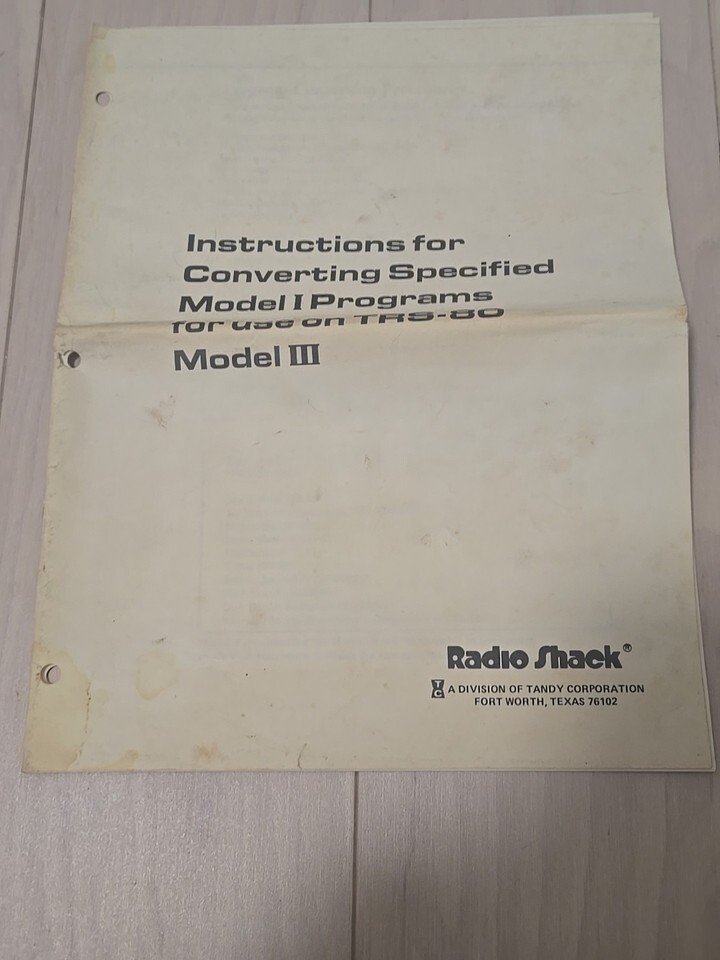 Instructions for
Converting Specified
Model I Programs
for use on TRS-80
Model III
Radio Shack®
TC A DIVISION OF TANDY CORPORATION
FORT WORTH, TEXAS 76102